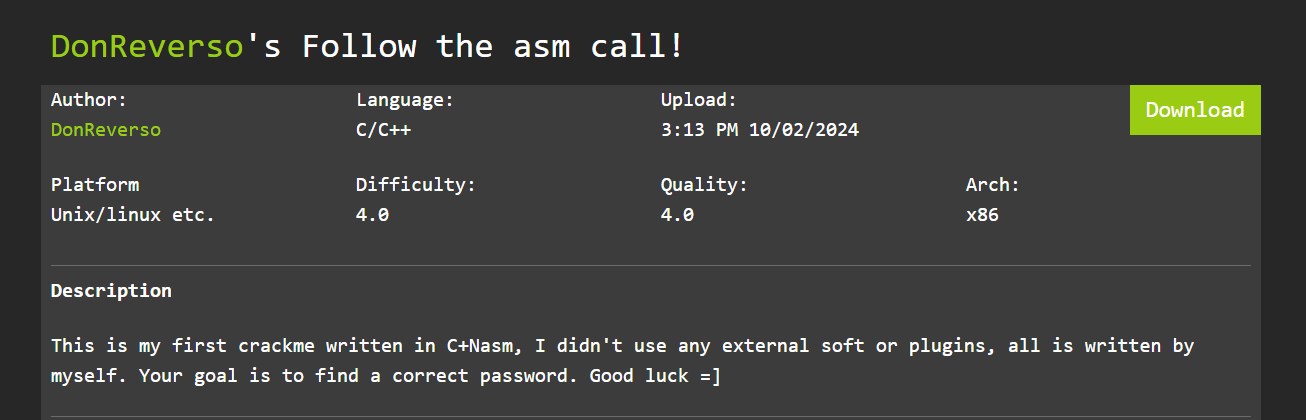 DonReverso's Follow the asm call!
Author: Language: Upload:
Download
DonReverso C/C++ 3:13 PM 10/02/2024
Platform Difficulty: Quality: Arch:
Unix/linux etc. 4.0 4.0 x86
Description
This is my first crackme written in C+Nasm, I didn't use any external soft or plugins, all is written by
myself. Your goal is to find a correct password. Good luck =]